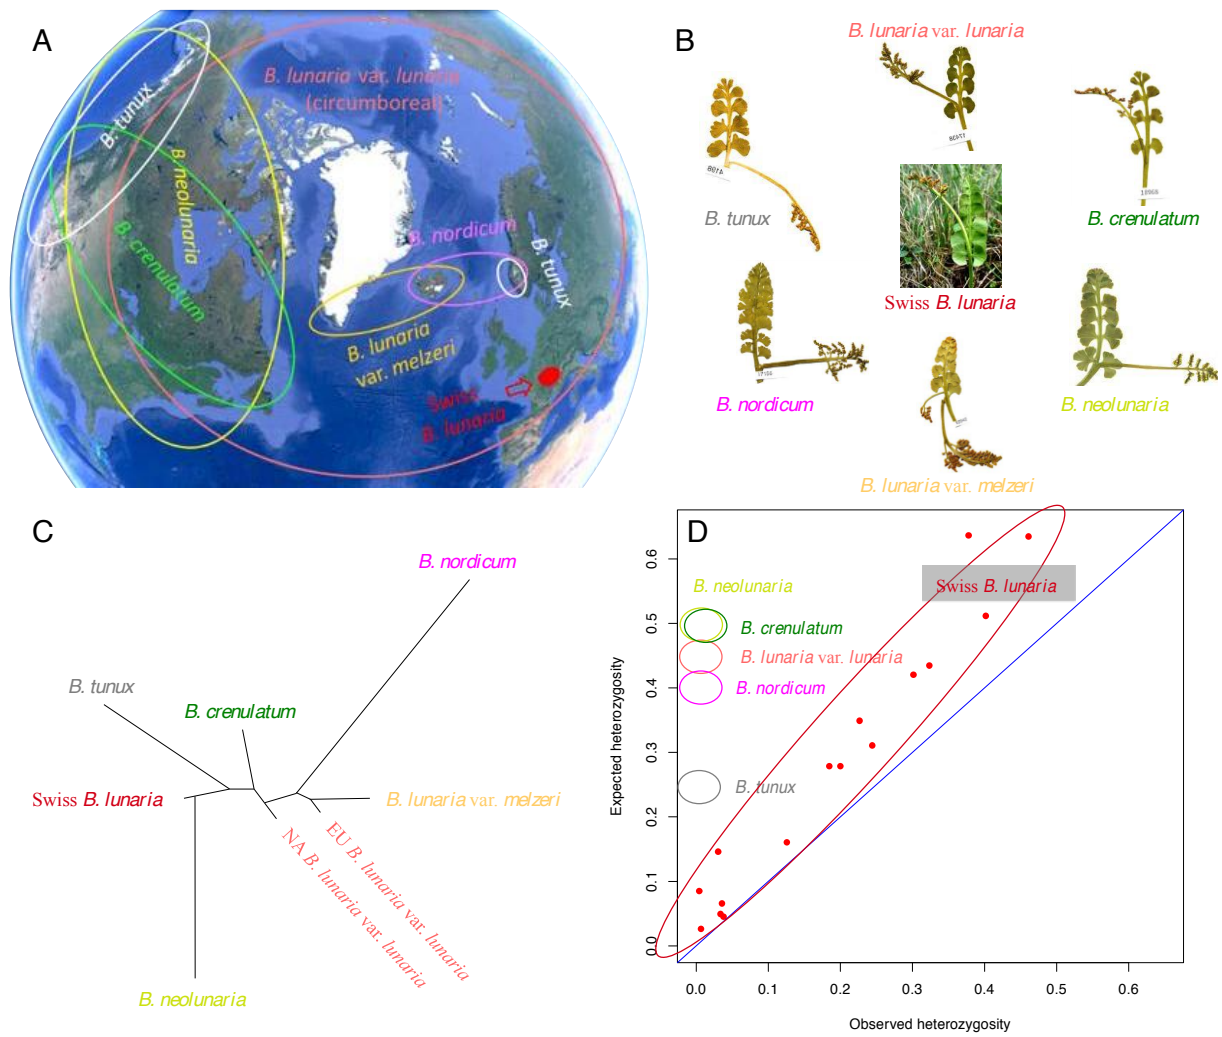 A
B. lunaria var. lunaria
(circumboreal)
B. tunux
B neolunaria
B. crenulatum
B. nordicum
B. tunux
B. lunaria
var. melzeri
Swiss
B. lunaria
B
B. lunaria var. lunaria
B. tunux
B. crenulatum
Swiss B. lunaria
B. nordicum
B. neolunaria
B. lunaria var. melzeri
C
B. nordicum
B. tunux
B. crenulatum
Swiss B. lunaria
B. lunaria var. melzeri
EU B. lunaria var. lunaria
NA B. lunaria var. lunaria
B. neolunaria
D
Swiss B. lunaria
B. neolunaria
B. crenulatum
B. lunaria var. lunaria
B. nordicum
B. tunux
Expected heterozygosity
0.6
0.5
0.4
0.3
0.2
0.1
0.0
0.0 0.1 0.2 0.3 0.4 0.5 0.6
Observed heterozygosity